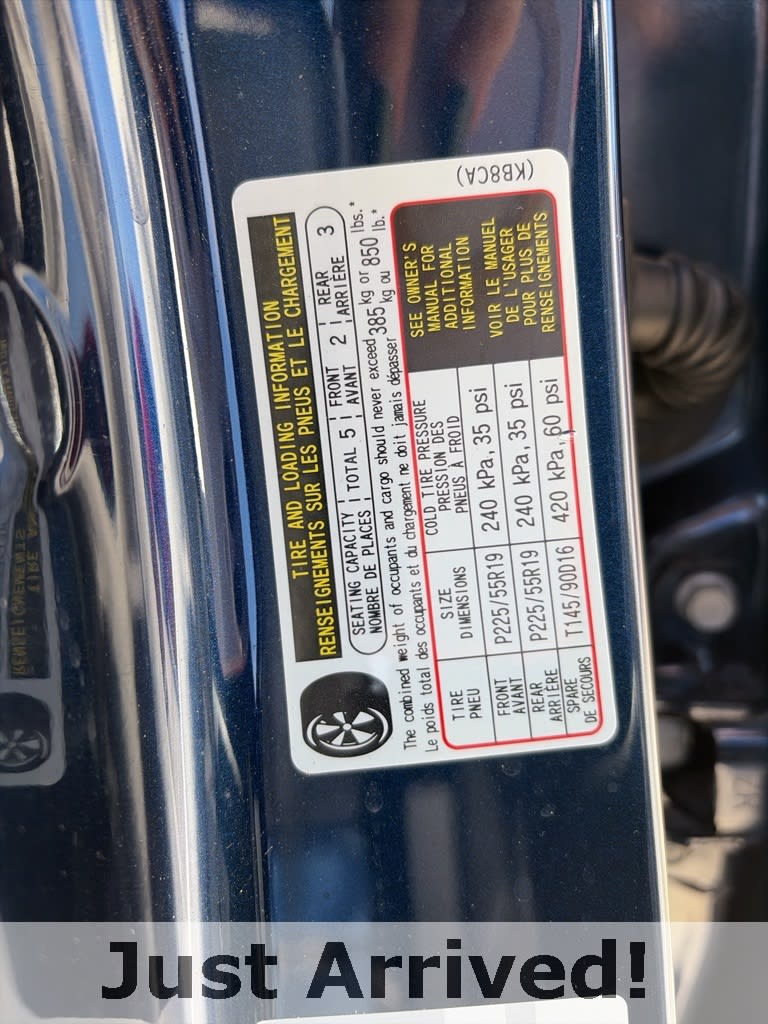 (KB8CA)
TIRE AND LOADING INFORMATION
RENSEIGNEMENTS SUR LES PNEUS ET LE CHARGEMENT
SEATING CAPACITY | TOTAL 5 | FRONT 2 | REAR 3
NOMBRE DE PLACES | AVANT | ARRIÈRE
The combined weight of occupants and cargo should never exceed 385 kg or 850 lbs.*
Le poids total des occupants et du chargement ne doit jamais dépasser kg ou lb.*
TIRE SIZE COLD TIRE PRESSURE
PNEU DIMENSIONS PRESSION DES
PNEUS À FROID
FRONT P225/55R19 240 kPa, 35 psi
AVANT
REAR P225/55R19 240 kPa, 35 psi
ARRIÈRE
SPARE T145/90D16 420 kPa, 60 psi
DE SECOURS
SEE OWNER'S
MANUAL FOR
ADDITIONAL
INFORMATION
VOIR LE MANUEL
DE L'USAGER
POUR PLUS DE
RENSEIGNEMENTS
Just Arrived!